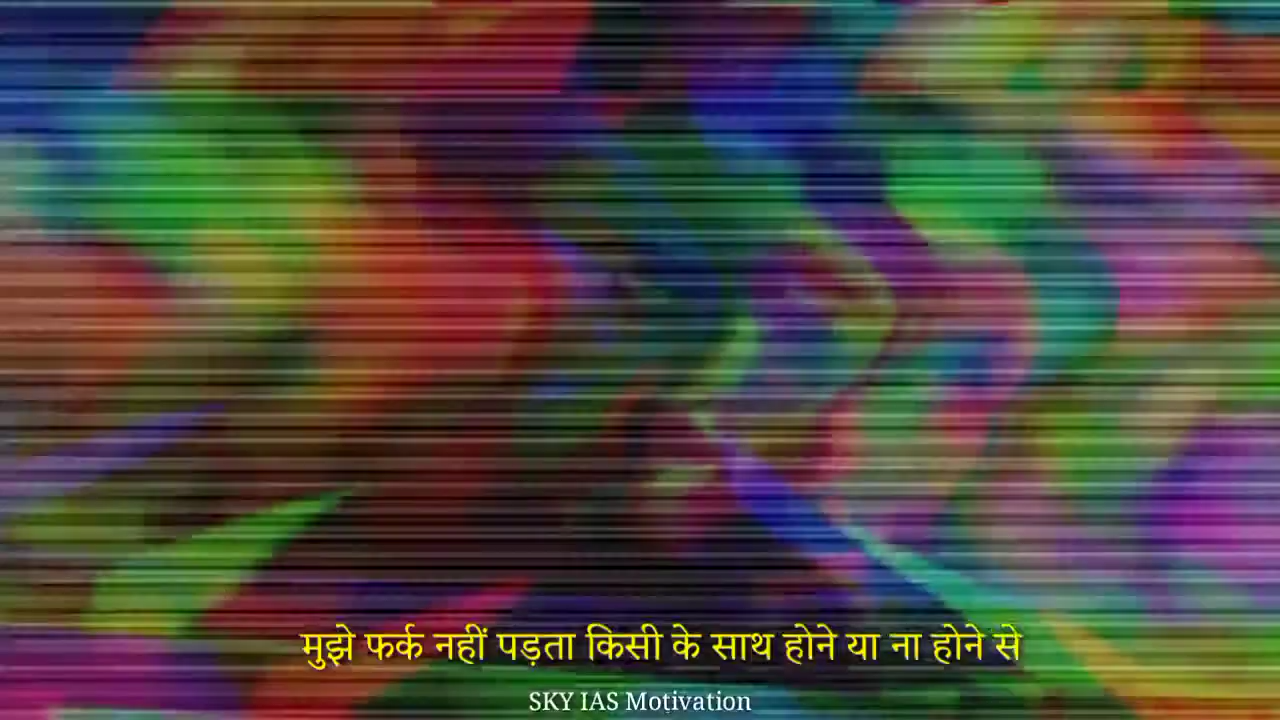 मुझे फर्क नहीं पड़ता किसी के साथ होने या ना होने से
SKY IAS Motivation